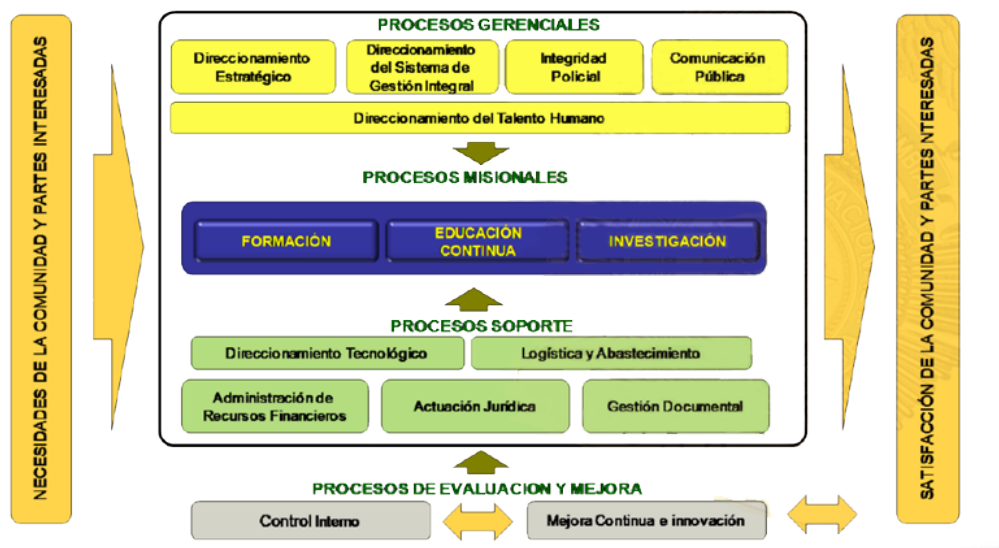 NECESIDADES DE LA COMUNIDAD Y PARTES INTERESADAS
PROCESOS GERENCIALES
Direccionamiento
Estratégico
Direccionamiento
del Sistema de
Gestión Integral
Integridad
Policial
Comunicación
Pública
Direccionamiento del Talento Humano
PROCESOS MISIONALES
FORMACIÓN
EDUCACIÓN
CONTINUA
INVESTIGACIÓN
PROCESOS SOPORTE
Direccionamiento Tecnológico
Logística y Abastecimiento
Administración de
Recursos Financieros
Actuación Jurídica
Gestión Documental
PROCESOS DE EVALUACION Y MEJORA
Control Interno
Mejora Continua e innovación
SATISFACCIÓN DE LA COMUNIDAD Y PARTES NTERESADAS